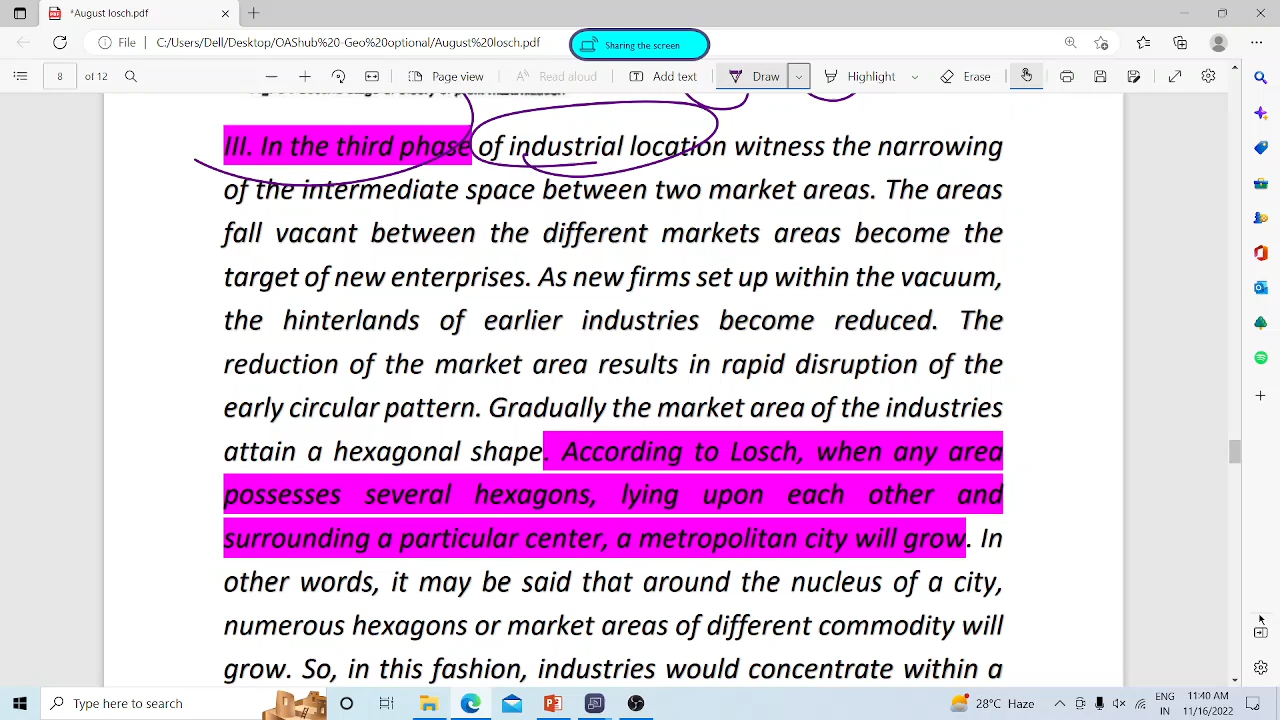 *August losch.pdf
File
C:/Users/Dell/Desktop/OAShub%20.%20Geo%20optional/August%20losch.pdf
Sharing the screen
8 of 12
Page view
Read aloud
Add text
Draw
Highlight
Erase
III. In the third phase of industrial location witness the narrowing
of the intermediate space between two market areas. The areas
fall vacant between the different markets areas become the
target of new enterprises. As new firms set up within the vacuum,
the hinterlands of earlier industries become reduced. The
reduction of the market area results in rapid disruption of the
early circular pattern. Gradually the market area of the industries
attain a hexagonal shape. According to Losch, when any area
possesses several hexagons, lying upon each other and
surrounding a particular center, a metropolitan city will grow. In
other words, it may be said that around the nucleus of a city,
numerous hexagons or market areas of different commodity will
grow. So, in this fashion, industries would concentrate within a
Type here to search
28°C Haze
ENG
IN
11:40 AM
11/16/2022